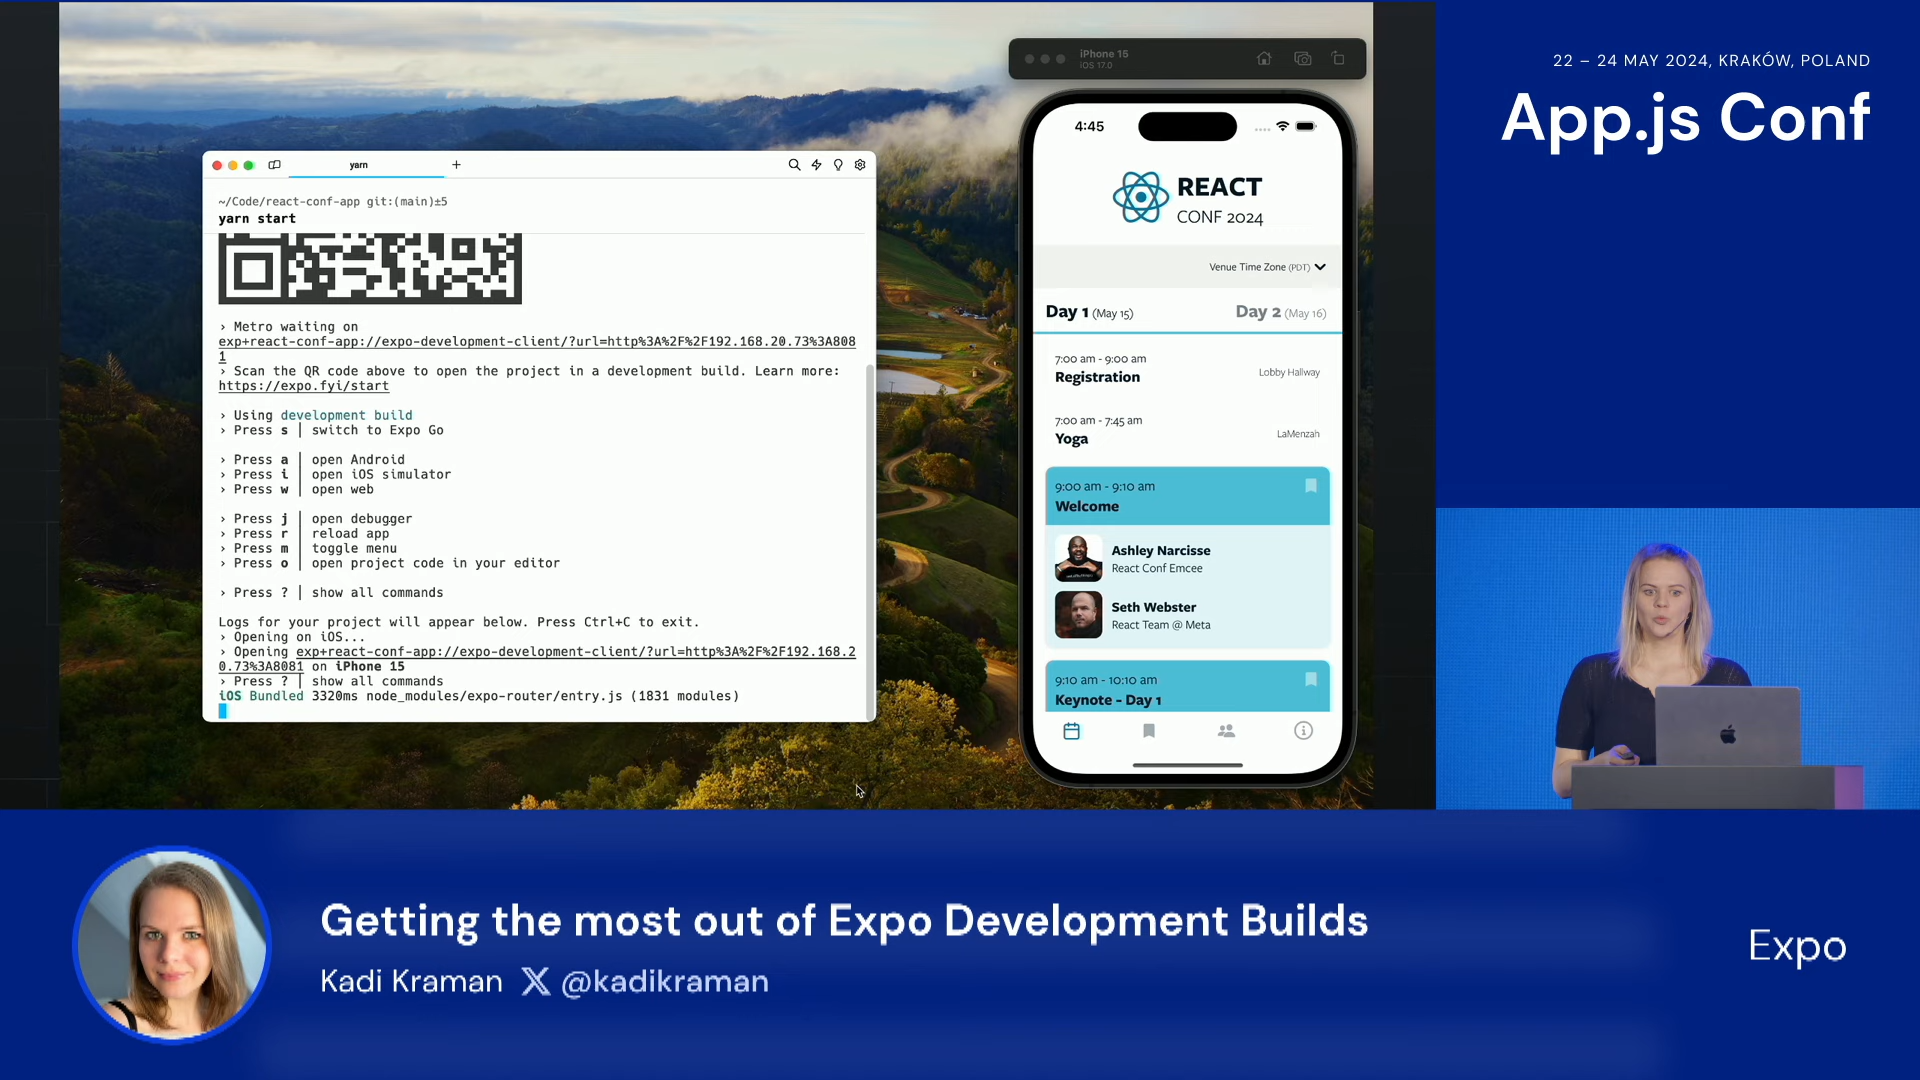 22 – 24 MAY 2024, KRAKÓW, POLAND
App.js Conf
yarn
~/Code/react-conf-app git:(main)±5
yarn start
› Metro waiting on
exp+react-conf-app://expo-development-client/?url=http%3A%2F%2F192.168.20.73%3A808
1
› Scan the QR code above to open the project in a development build. Learn more:
https://expo.fyi/start
› Using development build
› Press s │ switch to Expo Go
› Press a │ open Android
› Press i │ open iOS simulator
› Press w │ open web
› Press j │ open debugger
› Press r │ reload app
› Press m │ toggle menu
› Press o │ open project code in your editor
› Press ? │ show all commands
Logs for your project will appear below. Press Ctrl+C to exit.
› Opening on iOS...
› Opening exp+react-conf-app://expo-development-client/?url=http%3A%2F%2F192.168.2
0.73%3A8081 on iPhone 15
› Press ? │ show all commands
iOS Bundled 3320ms node_modules/expo-router/entry.js (1831 modules)
iPhone 15
iOS 17.0
4:45
REACT
CONF 2024
Venue Time Zone (PDT)
Day 1 (May 15)
Day 2 (May 16)
7:00 am - 9:00 am
Registration
Lobby Hallway
7:00 am - 7:45 am
Yoga
LaMenzah
9:00 am - 9:10 am
Welcome
Ashley Narcisse
React Conf Emcee
Seth Webster
React Team @ Meta
9:10 am - 10:10 am
Keynote - Day 1
Getting the most out of Expo Development Builds
Kadi Kraman X @kadikraman
Expo